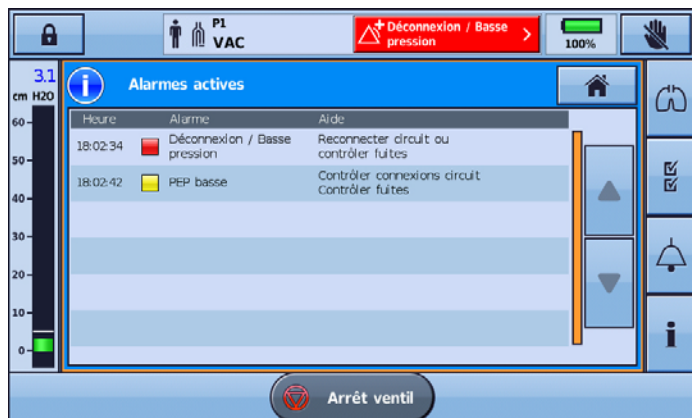 P1
VAC
Déconnexion / Basse
pression
100%
3.1
cm H2O
Alarmes actives
Heure Alarme Aide
18:02:34 Déconnexion / Basse pression Reconnecter circuit ou contrôler fuites
18:02:42 PEP basse Contrôler connexions circuit Contrôler fuites
60
50
40
30
20
10
0
Arrêt ventil